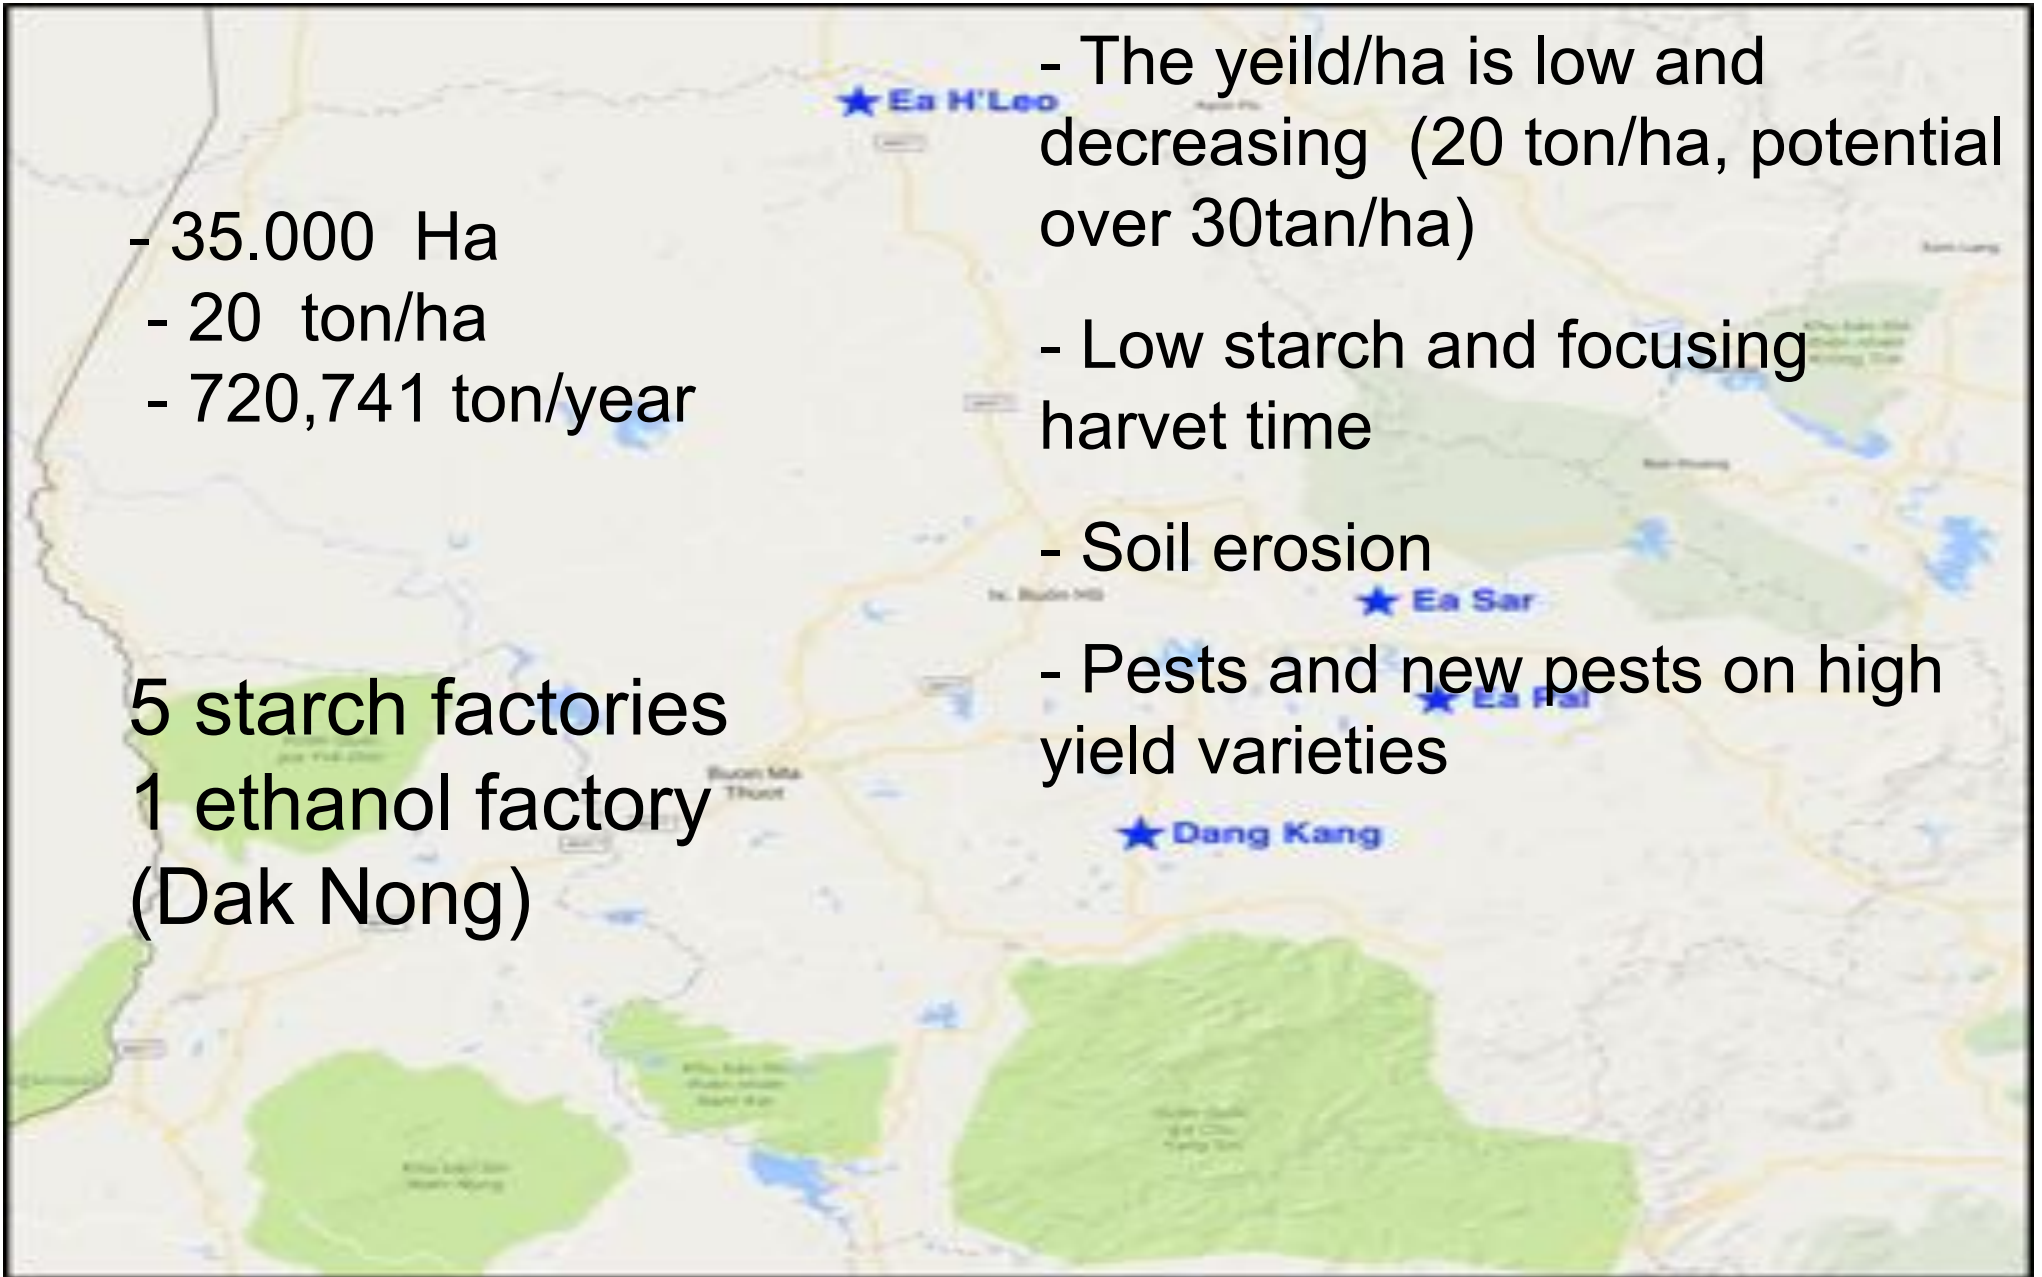 - 35.000 Ha
- 20 ton/ha
- 720,741 ton/year
5 starch factories
1 ethanol factory
(Dak Nong)
- The yeild/ha is low and
decreasing (20 ton/ha, potential
over 30tan/ha)
- Low starch and focusing
harvet time
- Soil erosion
- Pests and new pests on high
yield varieties
Ea H'Leo
Ea Sar
Ea Pal
Dang Kang
Buon Ma
Thuot